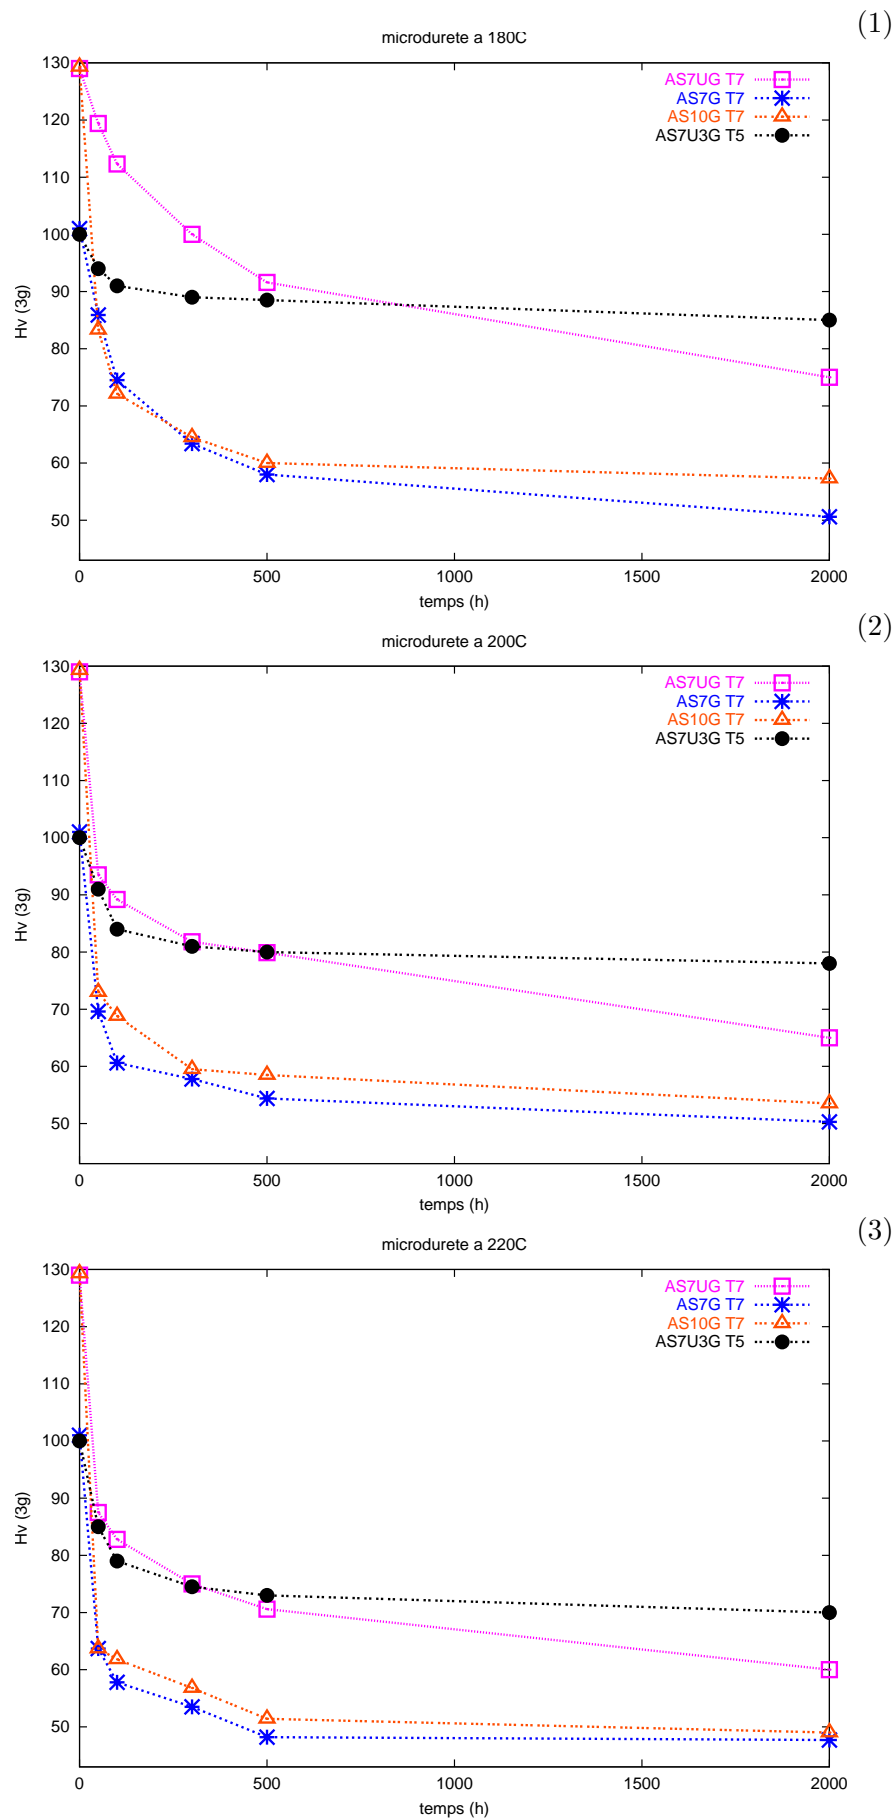 (1)
microdurete a 180C
130
120
110
100
90
80
70
60
50
Hv (3g)
AS7UG T7
AS7G T7
AS10G T7
AS7U3G T5
0 500 1000 1500 2000
temps (h)
(2)
microdurete a 200C
130
120
110
100
90
80
70
60
50
Hv (3g)
AS7UG T7
AS7G T7
AS10G T7
AS7U3G T5
0 500 1000 1500 2000
temps (h)
(3)
microdurete a 220C
130
120
110
100
90
80
70
60
50
Hv (3g)
AS7UG T7
AS7G T7
AS10G T7
AS7U3G T5
0 500 1000 1500 2000
temps (h)